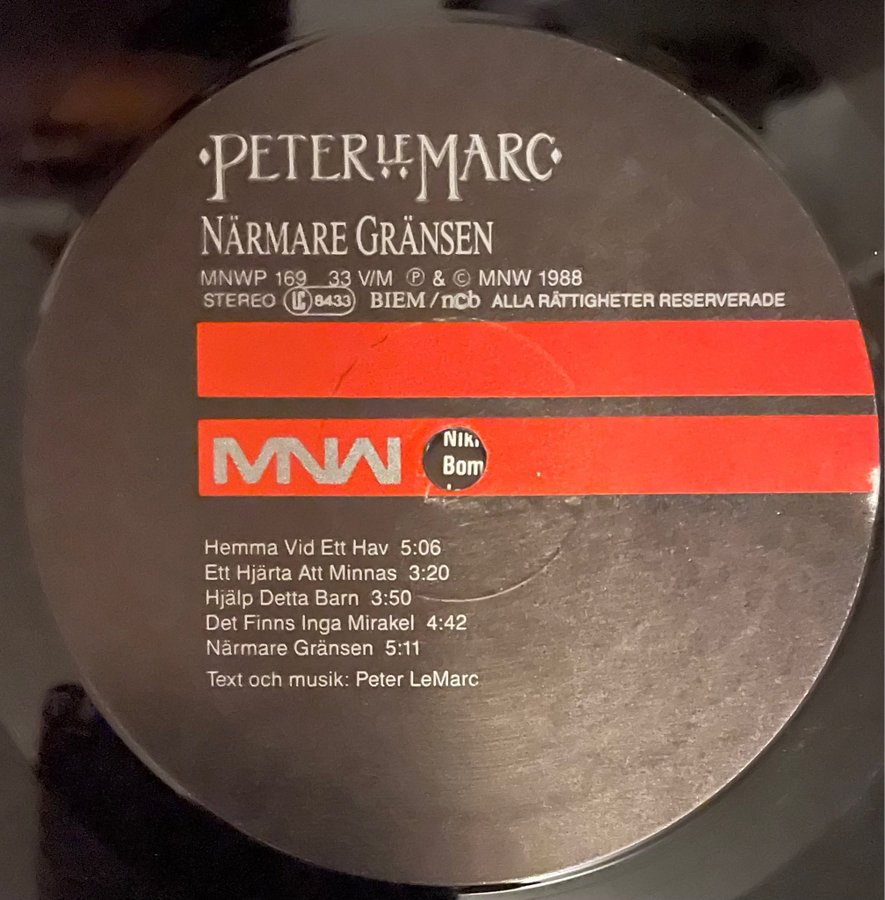 PETER LE MARC
NÄRMARE GRÄNSEN
MNWP 169 33 V/M Ⓟ & © MNW 1988
STEREO LC 8433 BIEM/ncb ALLA RÄTTIGHETER RESERVERADE
MNW
Bom
Hemma Vid Ett Hav 5:06
Ett Hjärta Att Minnas 3:20
Hjälp Detta Barn 3:50
Det Finns Inga Mirakel 4:42
Närmare Gränsen 5:11
Text och musik: Peter LeMarc